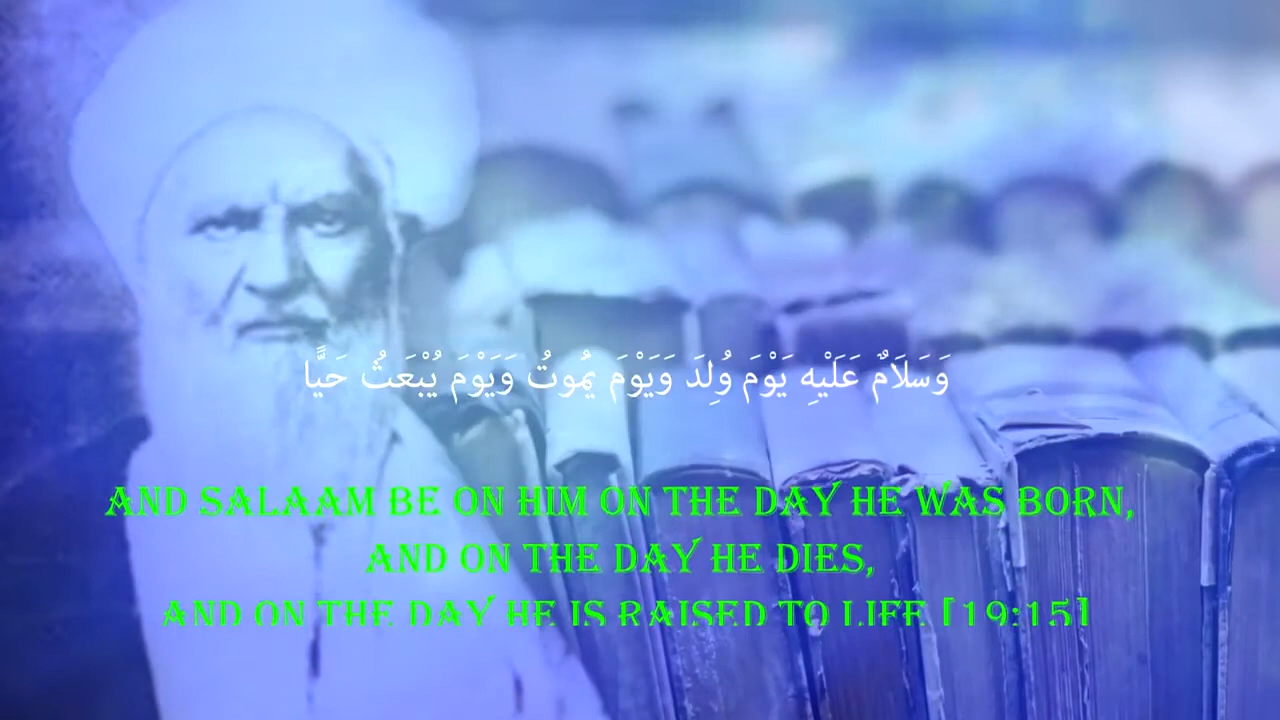 وَسَلَامٌ عَلَيْهِ يَوْمَ وُلِدَ وَيَوْمَ يَمُوتُ وَيَوْمَ يُبْعَثُ حَيًّا
AND SALAAM BE ON HIM ON THE DAY HE WAS BORN,
AND ON THE DAY HE DIES,
AND ON THE DAY HE IS RAISED TO LIFE [19:15]